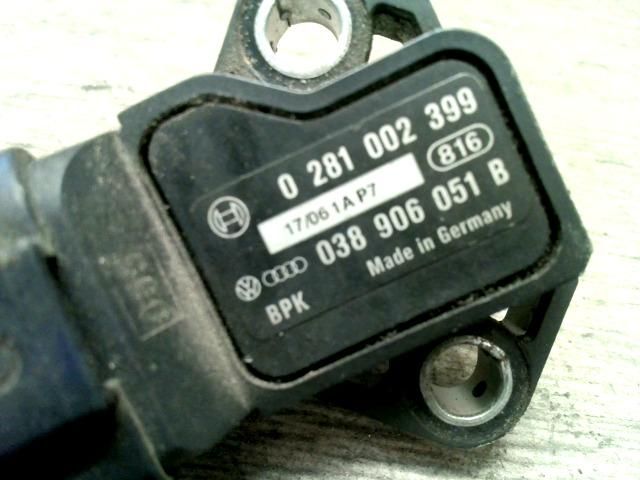 0 281 002 399
17/06 1A P7
816
038 906 051 B
Made in Germany
BPK